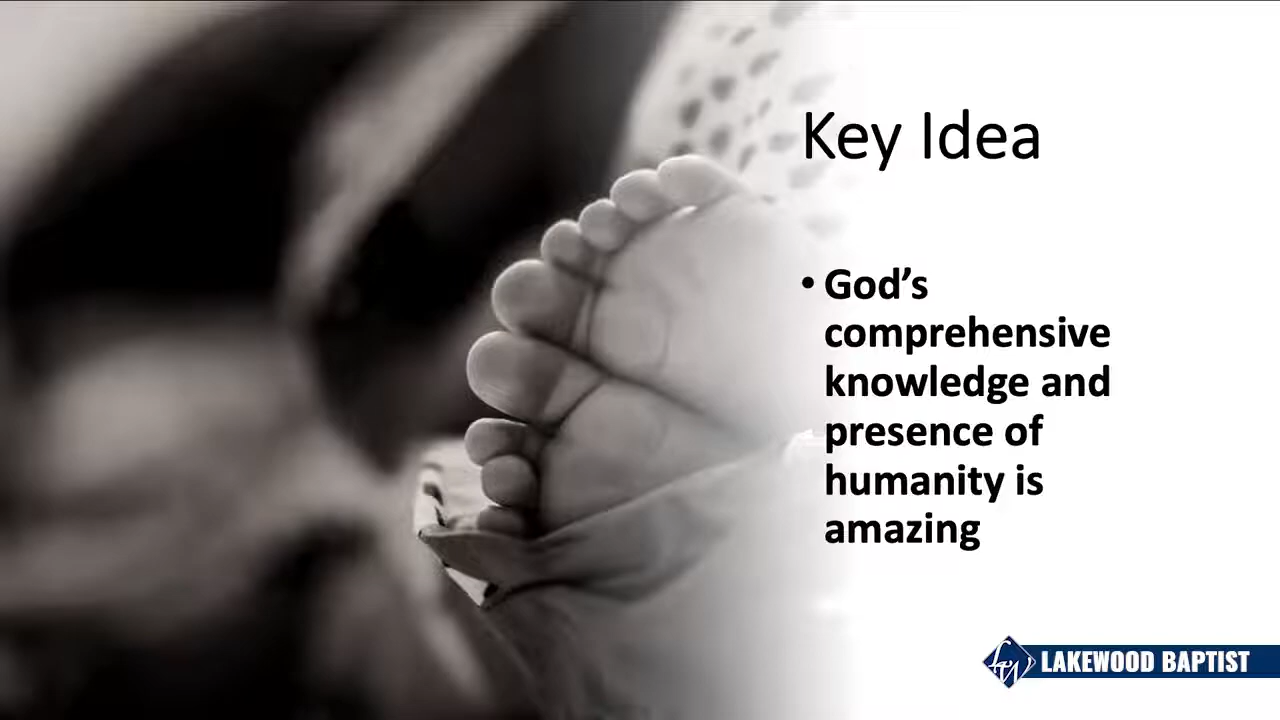 Key Idea
• God’s
comprehensive
knowledge and
presence of
humanity is
amazing
LAKEWOOD BAPTIST